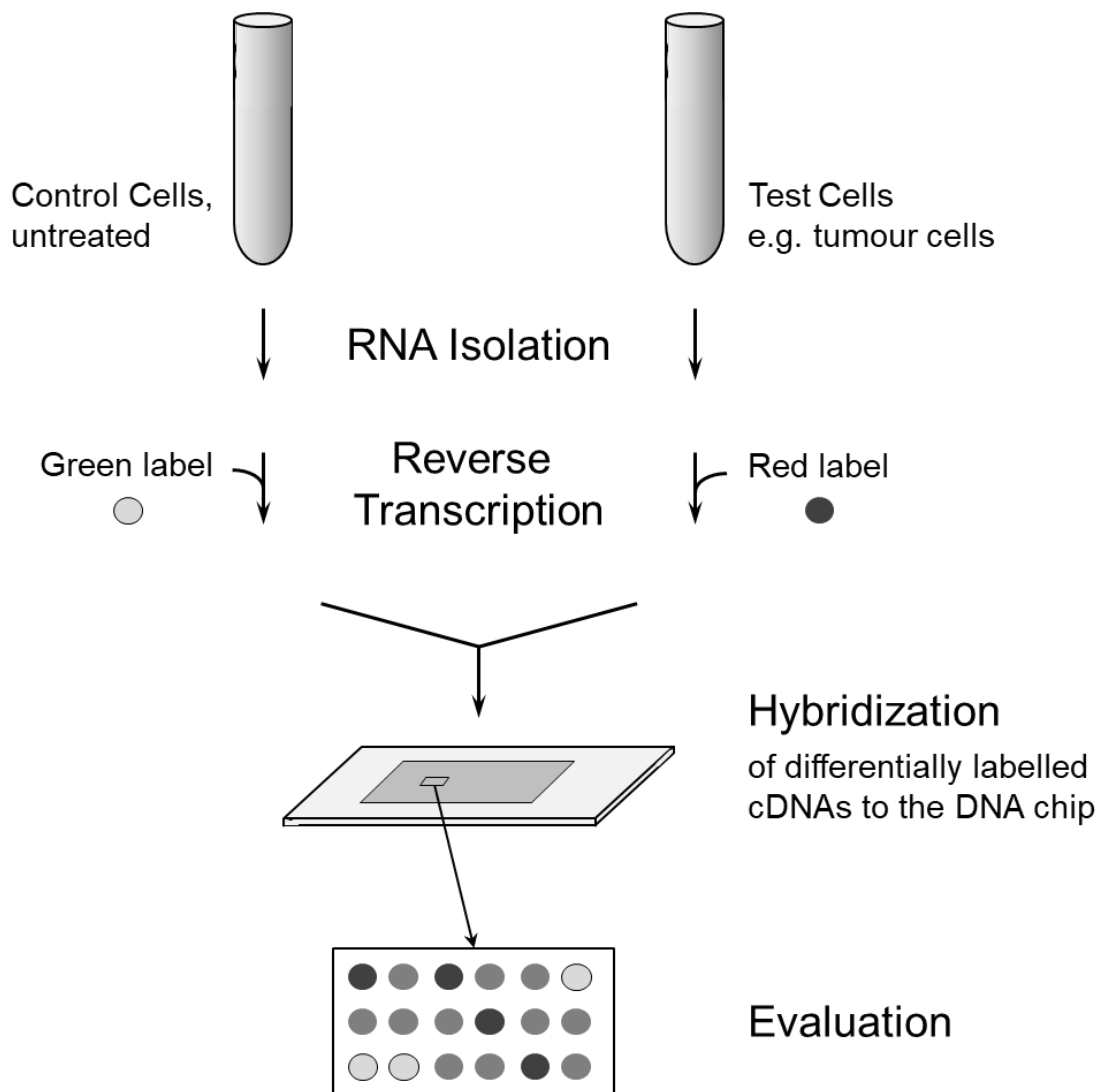 Control Cells,
untreated
Test Cells
e.g. tumour cells
RNA Isolation
Green label
Reverse
Transcription
Red label
Hybridization
of differentially labelled
cDNAs to the DNA chip
Evaluation